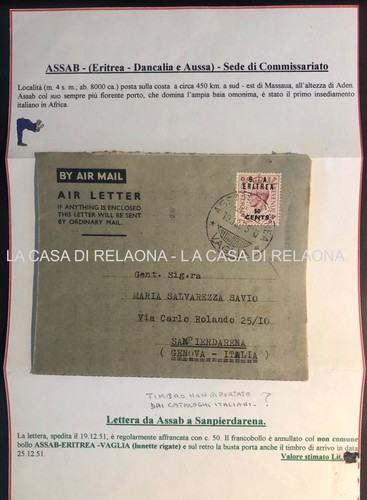 ASSAB - (Eritrea - Dancalia e Aussa) - Sede di Commissariato
Località (m. 4 s. m; ab. 8000 ca.) posta sulla costa a circa 450 km. a sud - est di Massaua, all'altezza di Aden.
Assab col suo sempre più fiorente porto, che domina l'ampia baia omonima, è stato il primo insediamento
italiano in Africa.
BY AIR MAIL
AIR LETTER
IF ANYTHING IS ENCLOSED
THIS LETTER WILL BE SENT
BY ORDINARY MAIL.
B. A.
ERITREA
50
CENTS
LA CASA DI RELAONA - LA CASA DI RELAONA
Gent. Sig.ra
MARIA SALVAREZZA SAVIO
Via Carlo Rolando 25/10
SANPIERDARENA
( GENOVA - ITALIA )
TIMBRO NON RIPORTATO
DAI CATALOGHI ITALIANI - ?
Lettera da Assab a Sanpierdarena.
La lettera, spedita il 19.12.51, è regolarmente affrancata con c. 50. Il francobollo è annullato col non comune
bollo ASSAB-ERITREA -VAGLIA (lunette rigate) e sul retro la busta porta anche il timbro di arrivo in data
25.12.51. Valore stimato Lit.